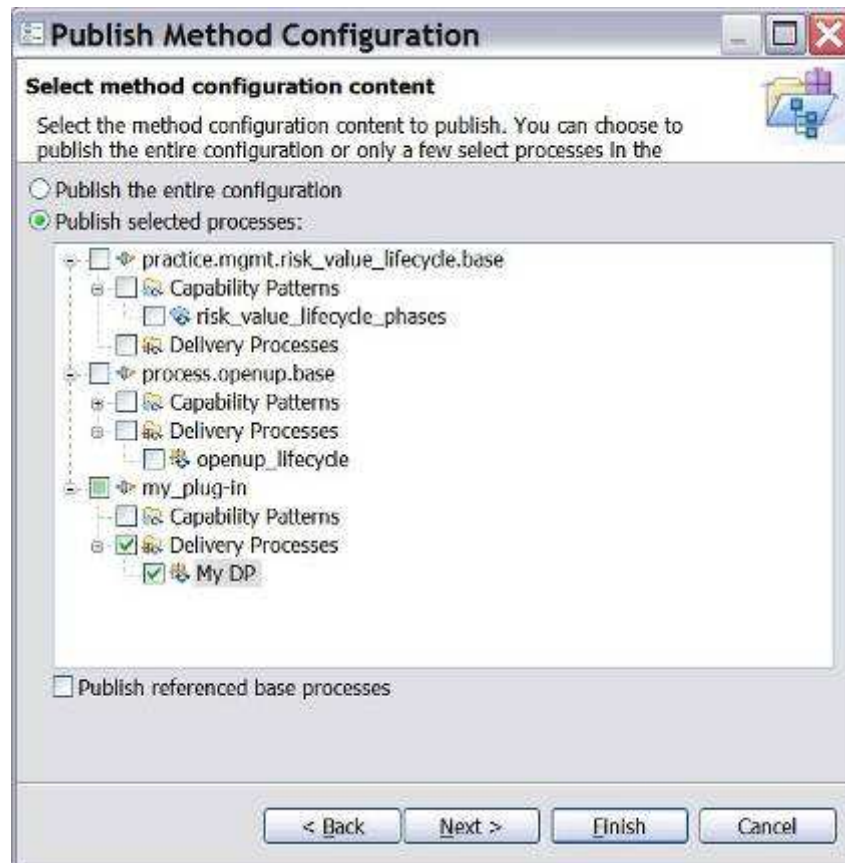 Publish Method Configuration
Select method configuration content
Select the method configuration content to publish. You can choose to
publish the entire configuration or only a few select processes in the
Publish the entire configuration
Publish selected processes:
practice.mgmt.risk_value_lifecycle.base
Capability Patterns
risk_value_lifecycle_phases
Delivery Processes
process.openup.base
Capability Patterns
Delivery Processes
openup_lifecycle
my_plug-in
Capability Patterns
Delivery Processes
My DP
Publish referenced base processes
< Back Next > Finish Cancel